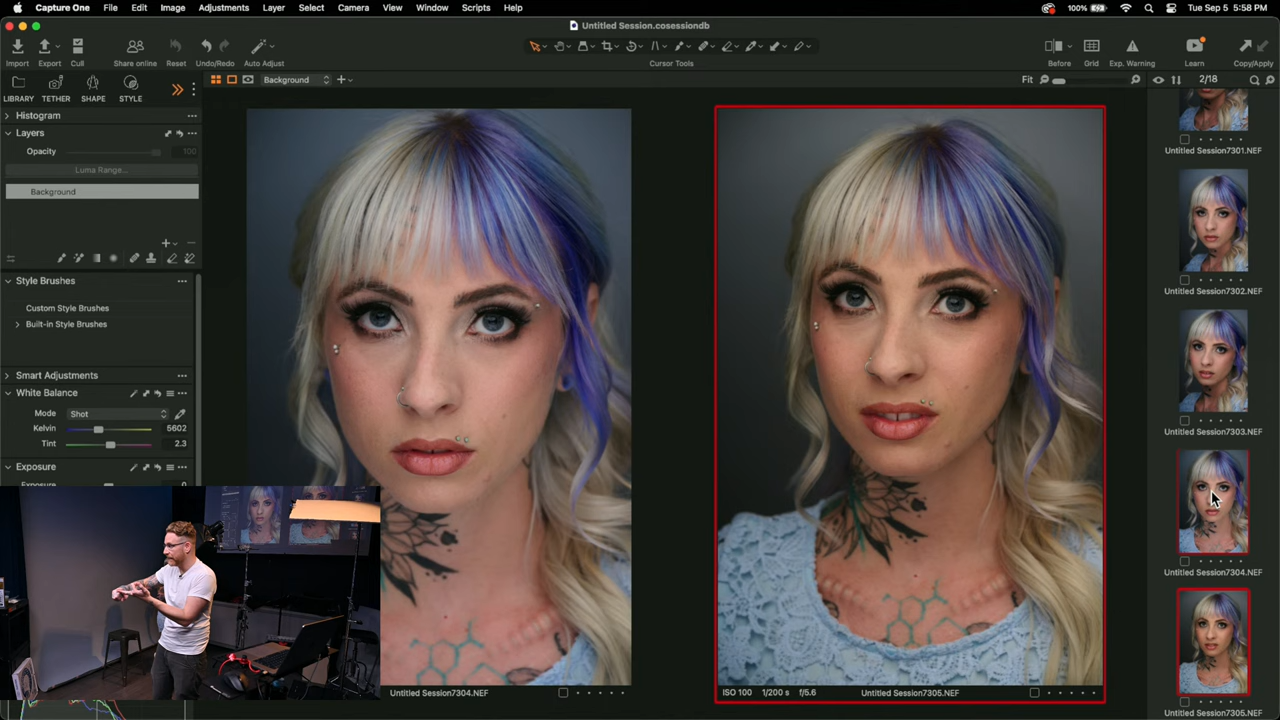 Capture One File Edit Image Adjustments Layer Select Camera View Window Scripts Help 100% Tue Sep 5 5:58 PM
Untitled Session.cosessiondb
Import Export Cull Share online Reset Undo/Redo Auto Adjust Cursor Tools Before Grid Exp. Warning Learn Copy/Apply
LIBRARY TETHER SHAPE STYLE
Background
Fit
2/18
Histogram
Layers
Opacity 100
Luma Range...
Background
Style Brushes
Custom Style Brushes
Built-in Style Brushes
Smart Adjustments
White Balance
Mode Shot
Kelvin 5602
Tint 2.3
Exposure
Exposure 0
Untitled Session7304.NEF
ISO 100 1/200 s f/5.6 Untitled Session7305.NEF
Untitled Session7301.NEF
Untitled Session7302.NEF
Untitled Session7303.NEF
Untitled Session7304.NEF
Untitled Session7305.NEF